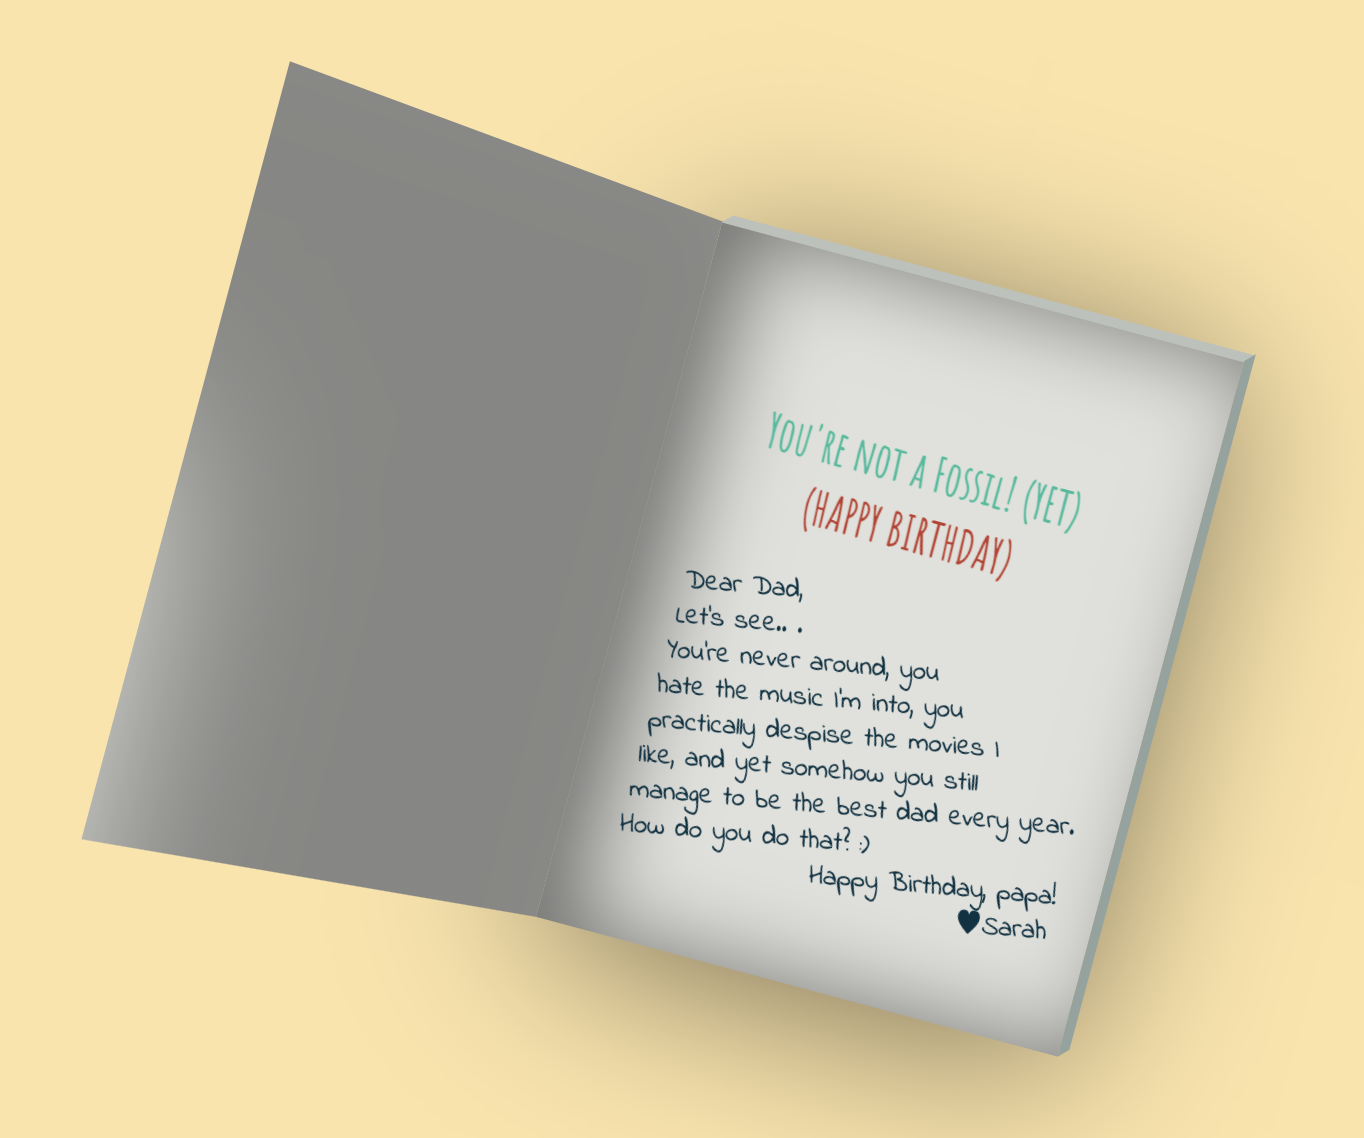 You're not a Fossil! (yet)
(Happy Birthday)
Dear Dad,
Let's see.. .
You're never around, you
hate the music I'm into, you
practically despise the movies I
like, and yet somehow you still
manage to be the best dad every year.
How do you do that? :)
Happy Birthday, papa!
♥Sarah